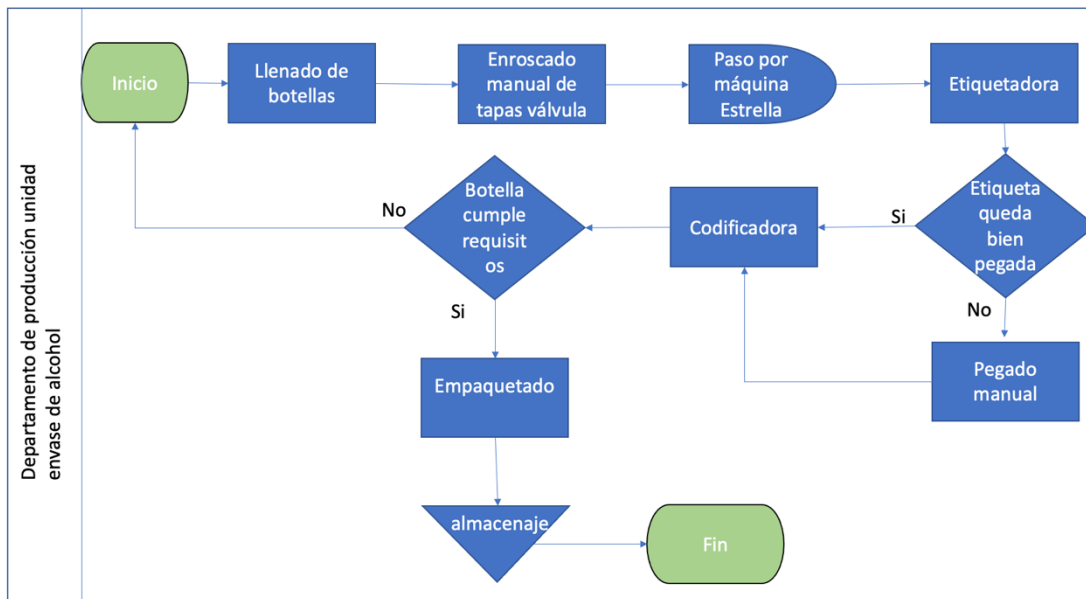 Departamento de producción unidad
envase de alcohol
Inicio
Llenado de
botellas
Enroscado
manual de
tapas válvula
Paso por
máquina
Estrella
Etiquetadora
Etiqueta
queda
bien
pegada
Si
No
Pegado
manual
Codificadora
Botella
cumple
requisit
os
No
Si
Empaquetado
almacenaje
Fin